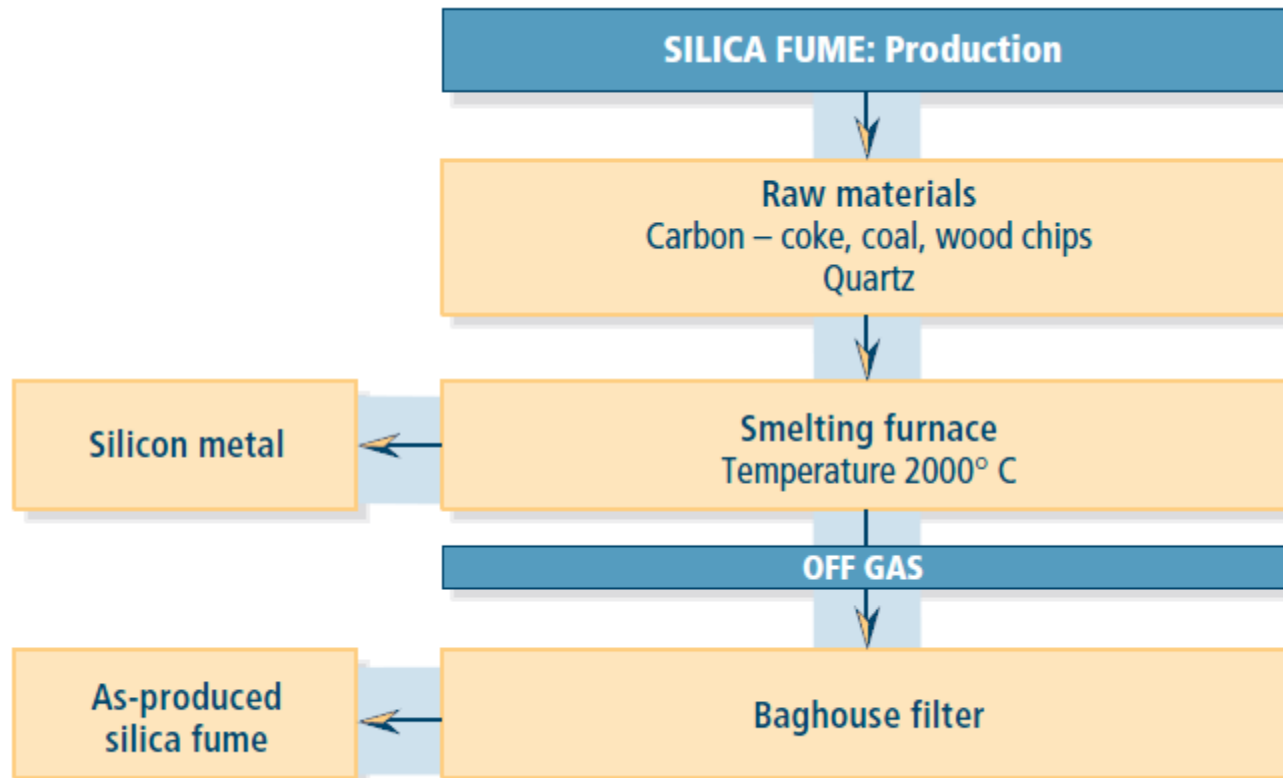 SILICA FUME: Production
Raw materials
Carbon – coke, coal, wood chips
Quartz
Silicon metal
Smelting furnace
Temperature 2000° C
OFF GAS
As-produced
silica fume
Baghouse filter